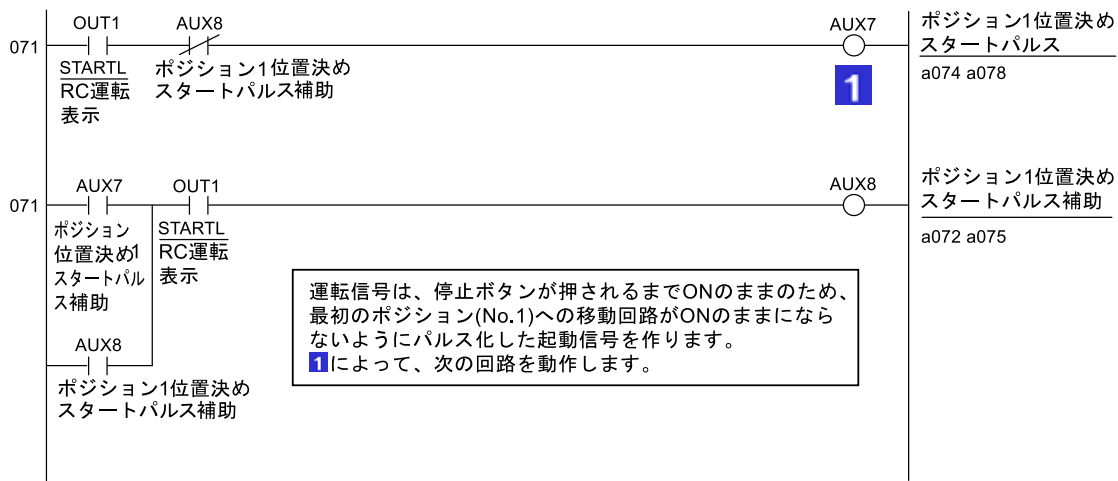 OUT1 AUX8 AUX7
071
STARTL
RC運転
表示
ポジション1位置決め
スタートパルス補助
1
ポジション1位置決め
スタートパルス
a074 a078
AUX7 OUT1 AUX8
071
ポジション
位置決め1
スタートパル
ス補助
STARTL
RC運転
表示
ポジション1位置決め
スタートパルス補助
a072 a075
運転信号は、停止ボタンが押されるまでONのままのため、
最初のポジション(No.1)への移動回路がONのままになら
ないようにパルス化した起動信号を作ります。
1によって、次の回路を動作します。
AUX8
ポジション1位置決め
スタートパルス補助